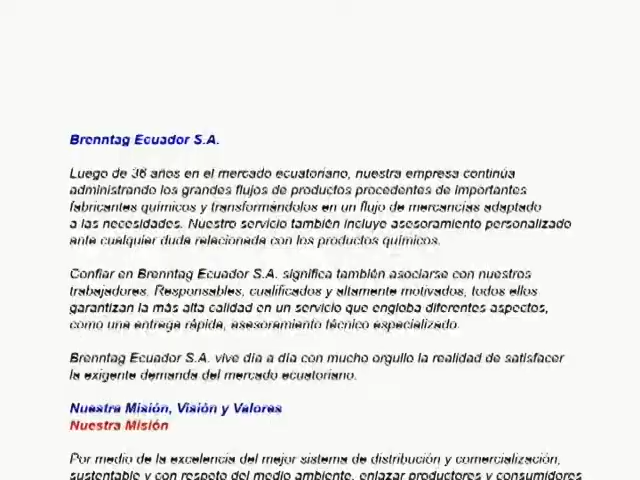 Brenntag Ecuador S.A.
Luego de 36 años en el mercado ecuatoriano, nuestra empresa continúa
administrando los grandes flujos de productos procedentes de importantes
fabricantes químicos y transformándolos en un flujo de mercancías adaptado
a las necesidades. Nuestro servicio también incluye asesoramiento personalizado
ante cualquier duda relacionada con los productos químicos.
Confiar en Brenntag Ecuador S.A. significa también asociarse con nuestros
trabajadores. Responsables, cualificados y altamente motivados, todos ellos
garantizan la más alta calidad en un servicio que engloba diferentes aspectos,
como una entrega rápida, asesoramiento técnico especializado.
Brenntag Ecuador S.A. vive día a día con mucho orgullo la realidad de satisfacer
la exigente demanda del mercado ecuatoriano.
Nuestra Misión, Visión y Valores
Nuestra Misión
Por medio de la excelencia del mejor sistema de distribución y comercialización,
sustentable y con respeto del medio ambiente, enlazar productores y consumidores